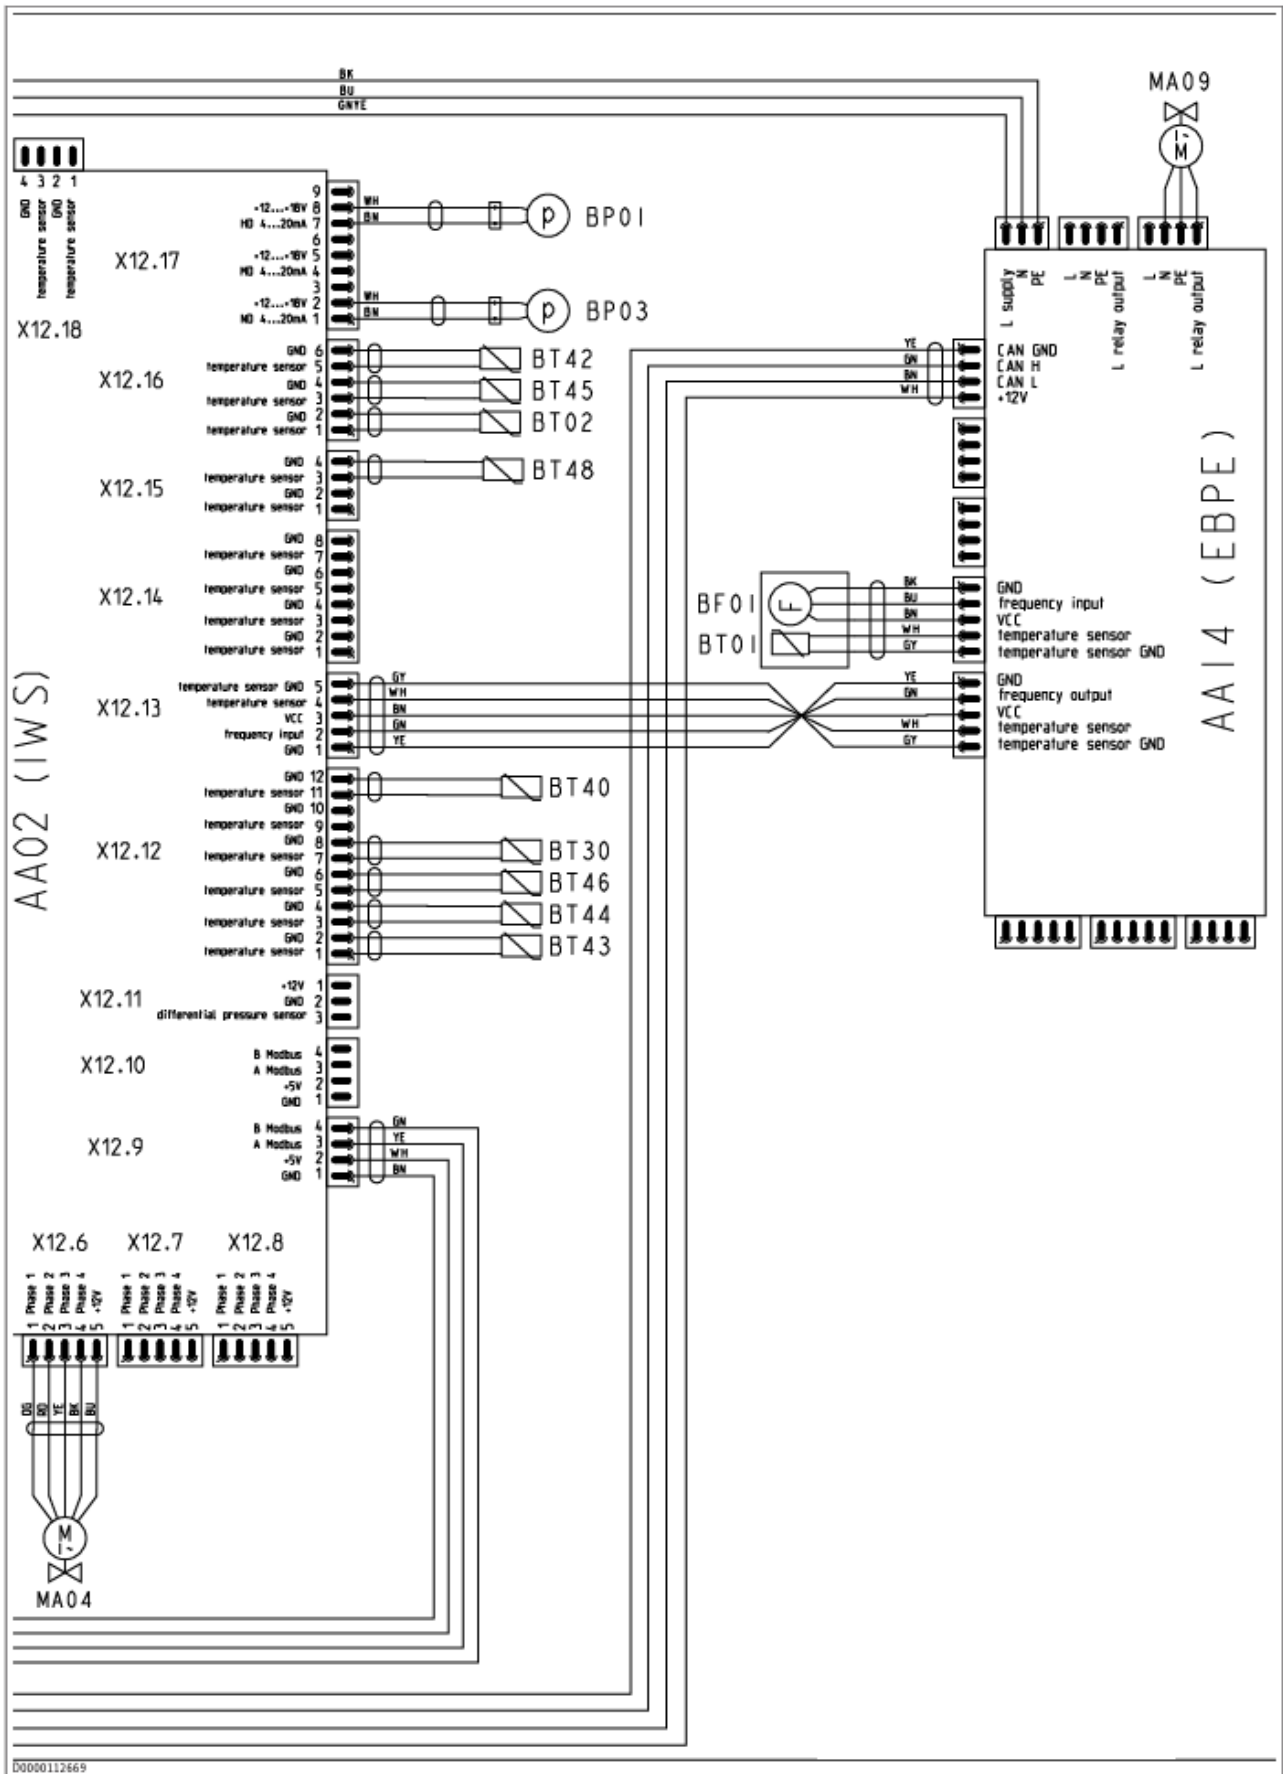 BK
BU
GNYE
MA09
1~
M
4 3 2 1
GND
temperature sensor
GND
temperature sensor
X12.18
X12.17
9
+12...+18V 8 WH
HD 4...20mA 7 BN
BP01
P
6
+12...+18V 5
MD 4...20mA 4
3
+12...+18V 2 WH
ND 4...20mA 1 BN
BP03
P
X12.16
GND 6
temperature sensor 5
BT42
GND 4
temperature sensor 3
BT45
GND 2
temperature sensor 1
BT02
X12.15
GND 4
temperature sensor 3
BT48
GND 2
temperature sensor 1
X12.14
GND 8
temperature sensor 7
GND 6
temperature sensor 5
GND 4
temperature sensor 3
GND 2
temperature sensor 1
X12.13
temperature sensor GND 5 GY
temperature sensor 4 WH
VCC 3 BN
frequency input 2 GN
GND 1 YE
AA02 (IWS)
X12.12
GND 12
temperature sensor 11
BT40
GND 10
temperature sensor 9
GND 8
temperature sensor 7
BT30
GND 6
temperature sensor 5
BT46
GND 4
temperature sensor 3
BT44
GND 2
temperature sensor 1
BT43
X12.11
+12V 1
GND 2
differential pressure sensor 3
X12.10
B Modbus 4
A Modbus 3
+5V 2
GND 1
X12.9
B Modbus 4 GN
A Modbus 3 YE
+5V 2 WH
GND 1 BN
X12.6
1 Phase 1
2 Phase 2
3 Phase 3
4 Phase 4
5 +12V
X12.7
1 Phase 1
2 Phase 2
3 Phase 3
4 Phase 4
5 +12V
X12.8
1 Phase 1
2 Phase 2
3 Phase 3
4 Phase 4
5 +12V
OG
RD
YE
BK
BU
M
1~
MA04
L supply
N
PE
L
N
PE
L relay output
L
N
PE
L relay output
YE CAN GND
GN CAN H
BN CAN L
WH +12V
AA14 (EBPE)
BF01
F
BT01
BK GND
BU frequency input
BN VCC
WH temperature sensor
GY temperature sensor GND
YE GND
GN frequency output
VCC
WH temperature sensor
GY temperature sensor GND
D0000112669